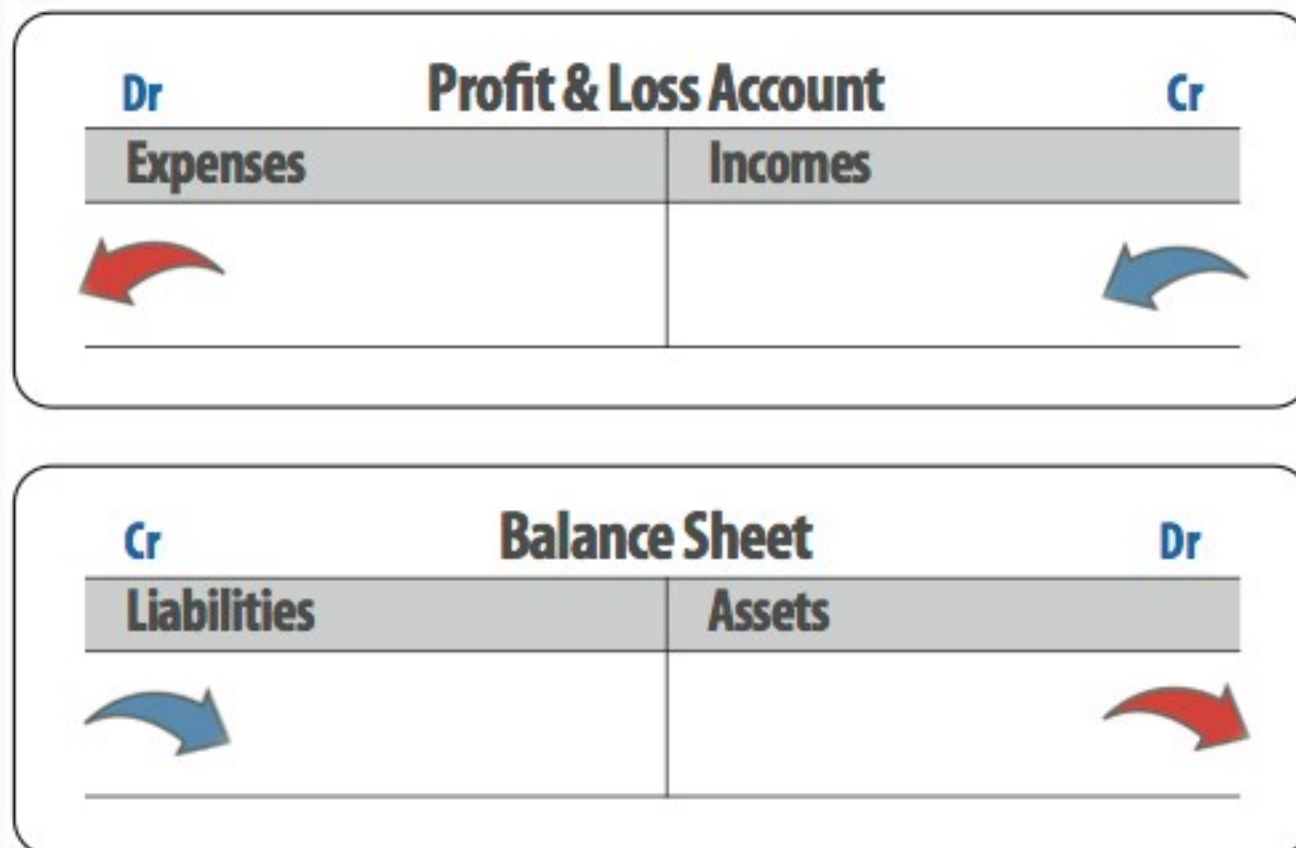 Dr Profit & Loss Account Cr
Expenses Incomes
Cr Balance Sheet Dr
Liabilities Assets